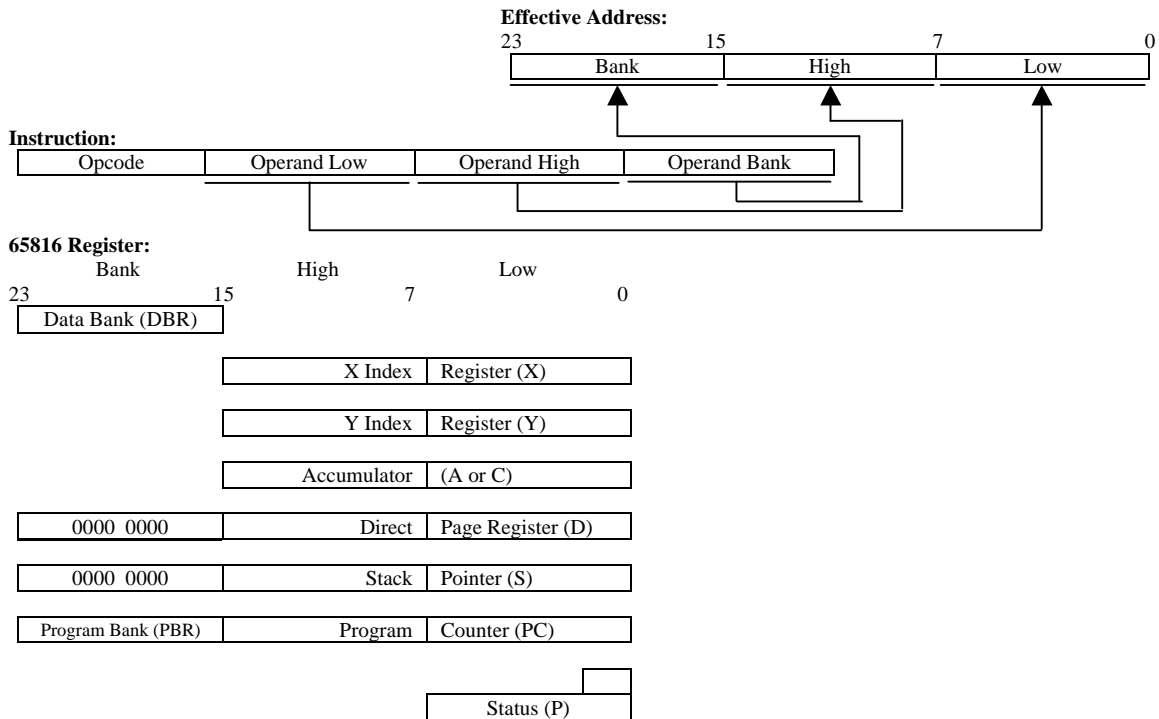 Effective Address:
23 15 7 0
Bank High Low
Instruction:
Opcode Operand Low Operand High Operand Bank
65816 Register:
Bank High Low
23 15 7 0
Data Bank (DBR)
X Index Register (X)
Y Index Register (Y)
Accumulator (A or C)
0000 0000 Direct Page Register (D)
0000 0000 Stack Pointer (S)
Program Bank (PBR) Program Counter (PC)
Status (P)